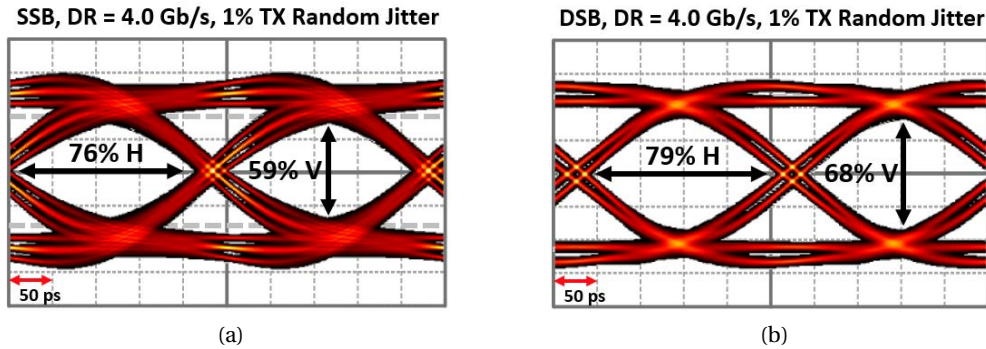 SSB, DR = 4.0 Gb/s, 1% TX Random Jitter
76% H
59% V
50 ps
(a)
DSB, DR = 4.0 Gb/s, 1% TX Random Jitter
79% H
68% V
50 ps
(b)